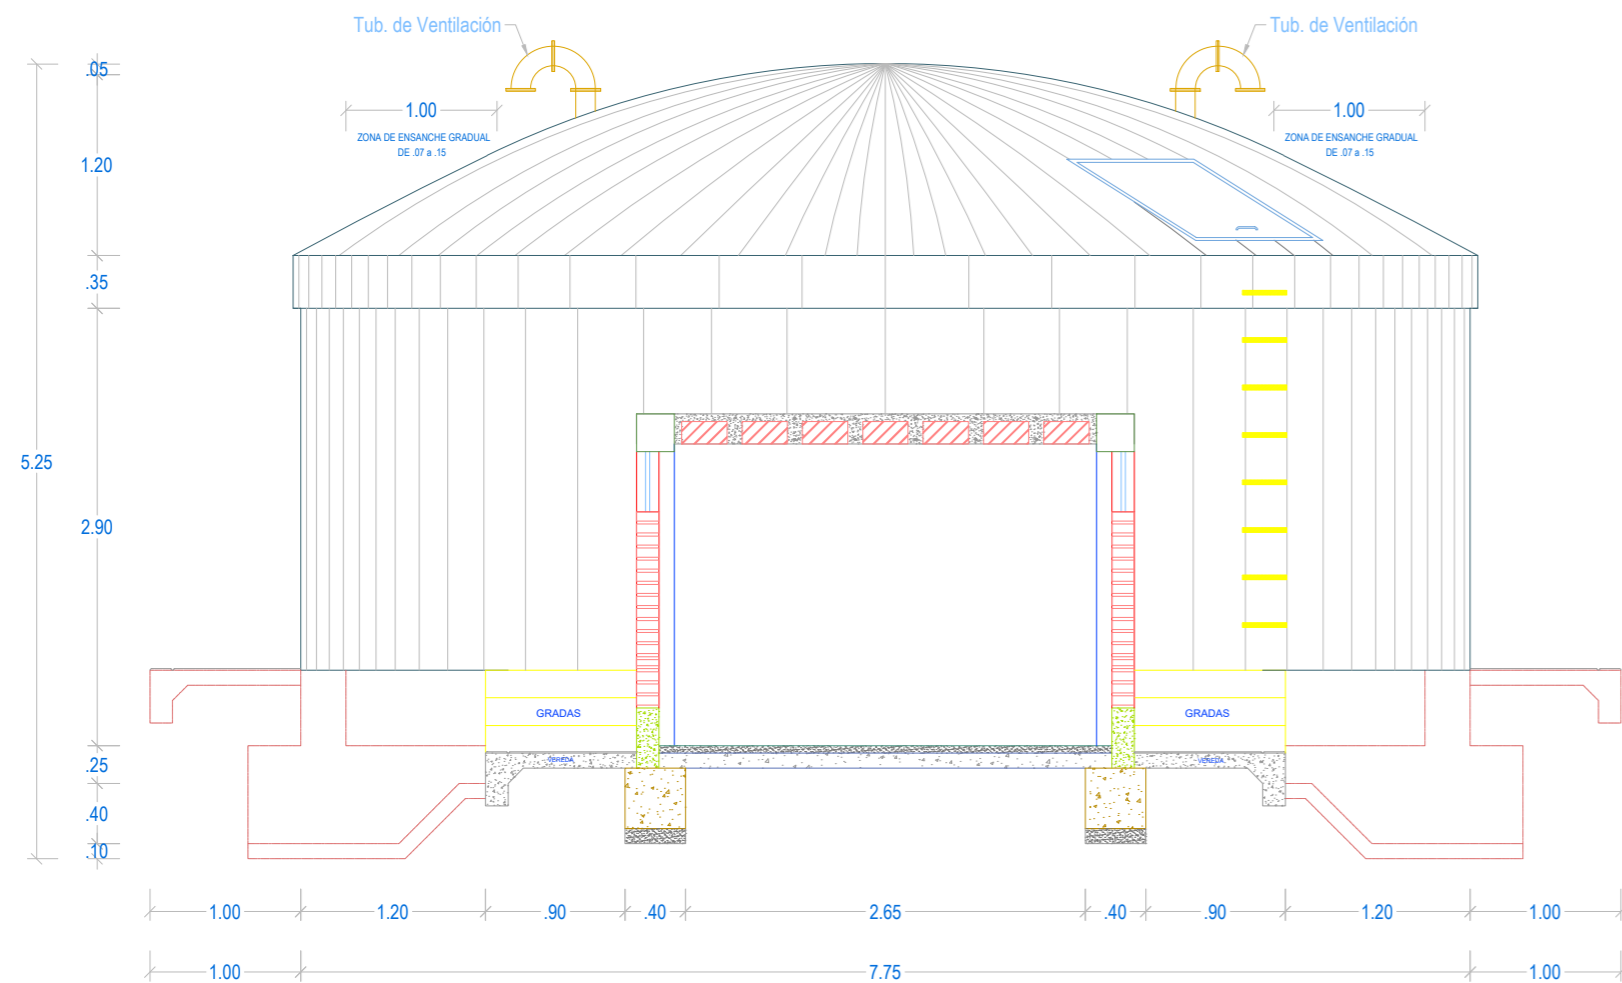 Tub. de Ventilación
Tub. de Ventilación
.05
1.00
ZONA DE ENSANCHE GRADUAL
DE .07 a .15
1.00
ZONA DE ENSANCHE GRADUAL
DE .07 a .15
1.20
.35
5.25
2.90
GRADAS
GRADAS
VEREDA
VEREDA
.25
.40
.10
1.00
1.20
.90
.40
2.65
.40
.90
1.20
1.00
1.00
7.75
1.00